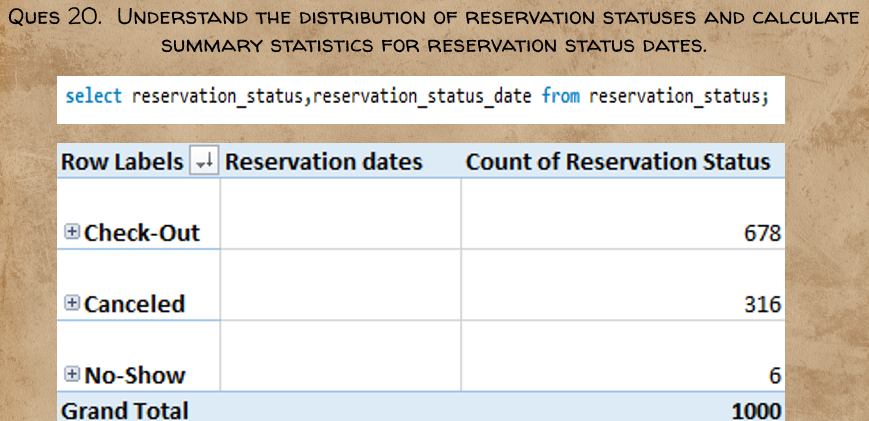 Ques 20. Understand the distribution of reservation statuses and calculate
summary statistics for reservation status dates.
select reservation_status,reservation_status_date from reservation_status;
Row Labels Reservation dates Count of Reservation Status
Check-Out 678
Canceled 316
No-Show 6
Grand Total 1000